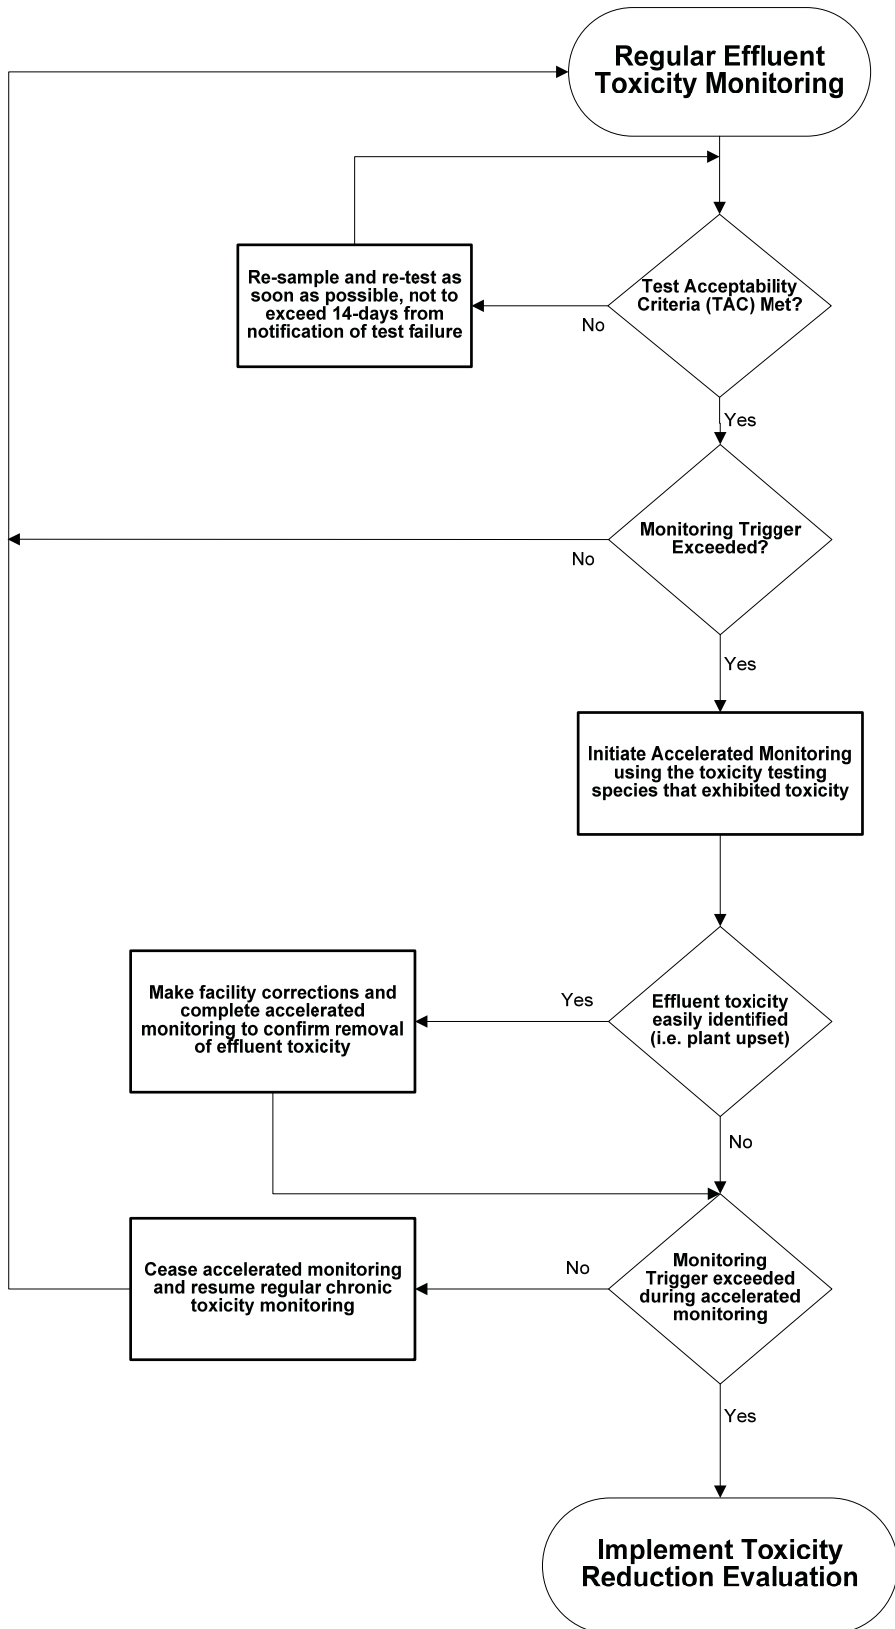 Regular Effluent
Toxicity Monitoring
Re-sample and re-test as
soon as possible, not to
exceed 14-days from
notification of test failure
Test Acceptability
Criteria (TAC) Met?
No
Yes
Monitoring Trigger
Exceeded?
No
Yes
Initiate Accelerated Monitoring
using the toxicity testing
species that exhibited toxicity
Make facility corrections and
complete accelerated
monitoring to confirm removal
of effluent toxicity
Yes
Effluent toxicity
easily identified
(i.e. plant upset)
No
Cease accelerated monitoring
and resume regular chronic
toxicity monitoring
No
Monitoring
Trigger exceeded
during accelerated
monitoring
Yes
Implement Toxicity
Reduction Evaluation